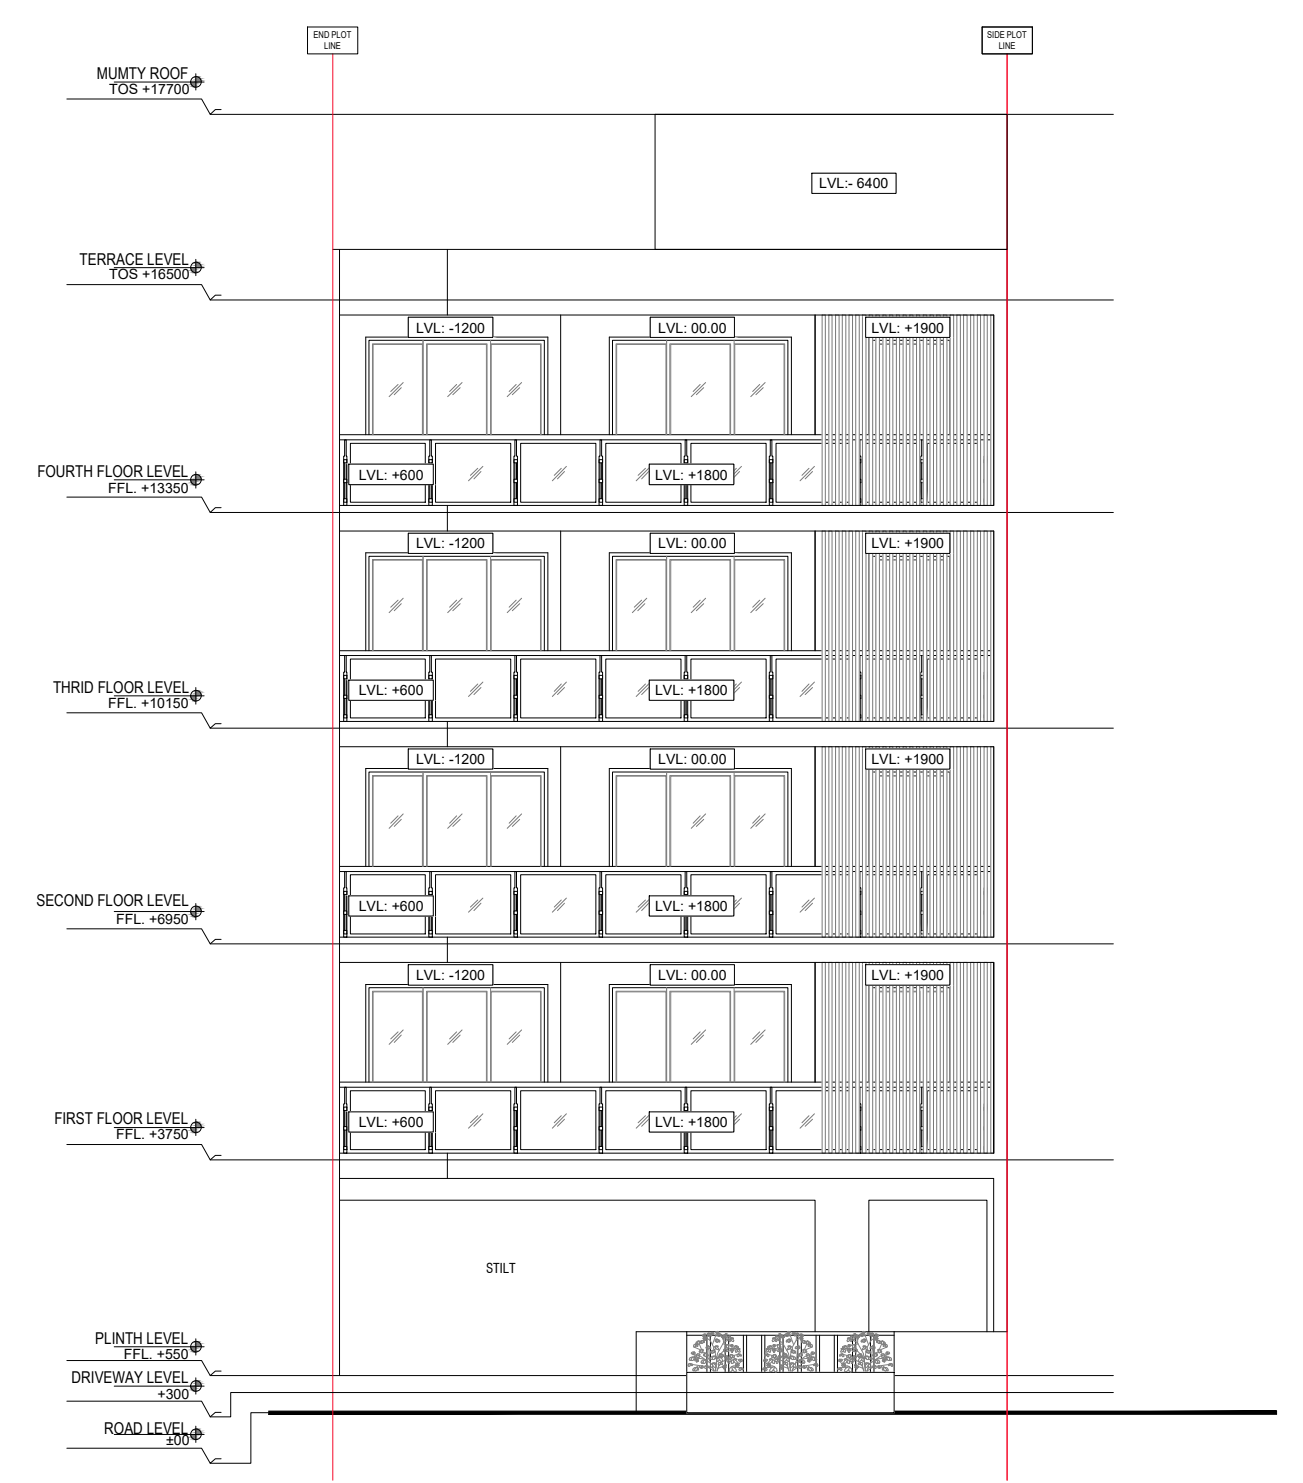 END PLOT
LINE
SIDE PLOT
LINE
MUMTY ROOF
TOS +17700
LVL:- 6400
TERRACE LEVEL
TOS +16500
LVL: -1200
LVL: 00.00
LVL: +1900
FOURTH FLOOR LEVEL
FFL. +13350
LVL: +600
LVL: +1800
LVL: -1200
LVL: 00.00
LVL: +1900
THRID FLOOR LEVEL
FFL. +10150
LVL: +600
LVL: +1800
LVL: -1200
LVL: 00.00
LVL: +1900
SECOND FLOOR LEVEL
FFL. +6950
LVL: +600
LVL: +1800
LVL: -1200
LVL: 00.00
LVL: +1900
FIRST FLOOR LEVEL
FFL. +3750
LVL: +600
LVL: +1800
STILT
PLINTH LEVEL
FFL. +550
DRIVEWAY LEVEL
+300
ROAD LEVEL
±00